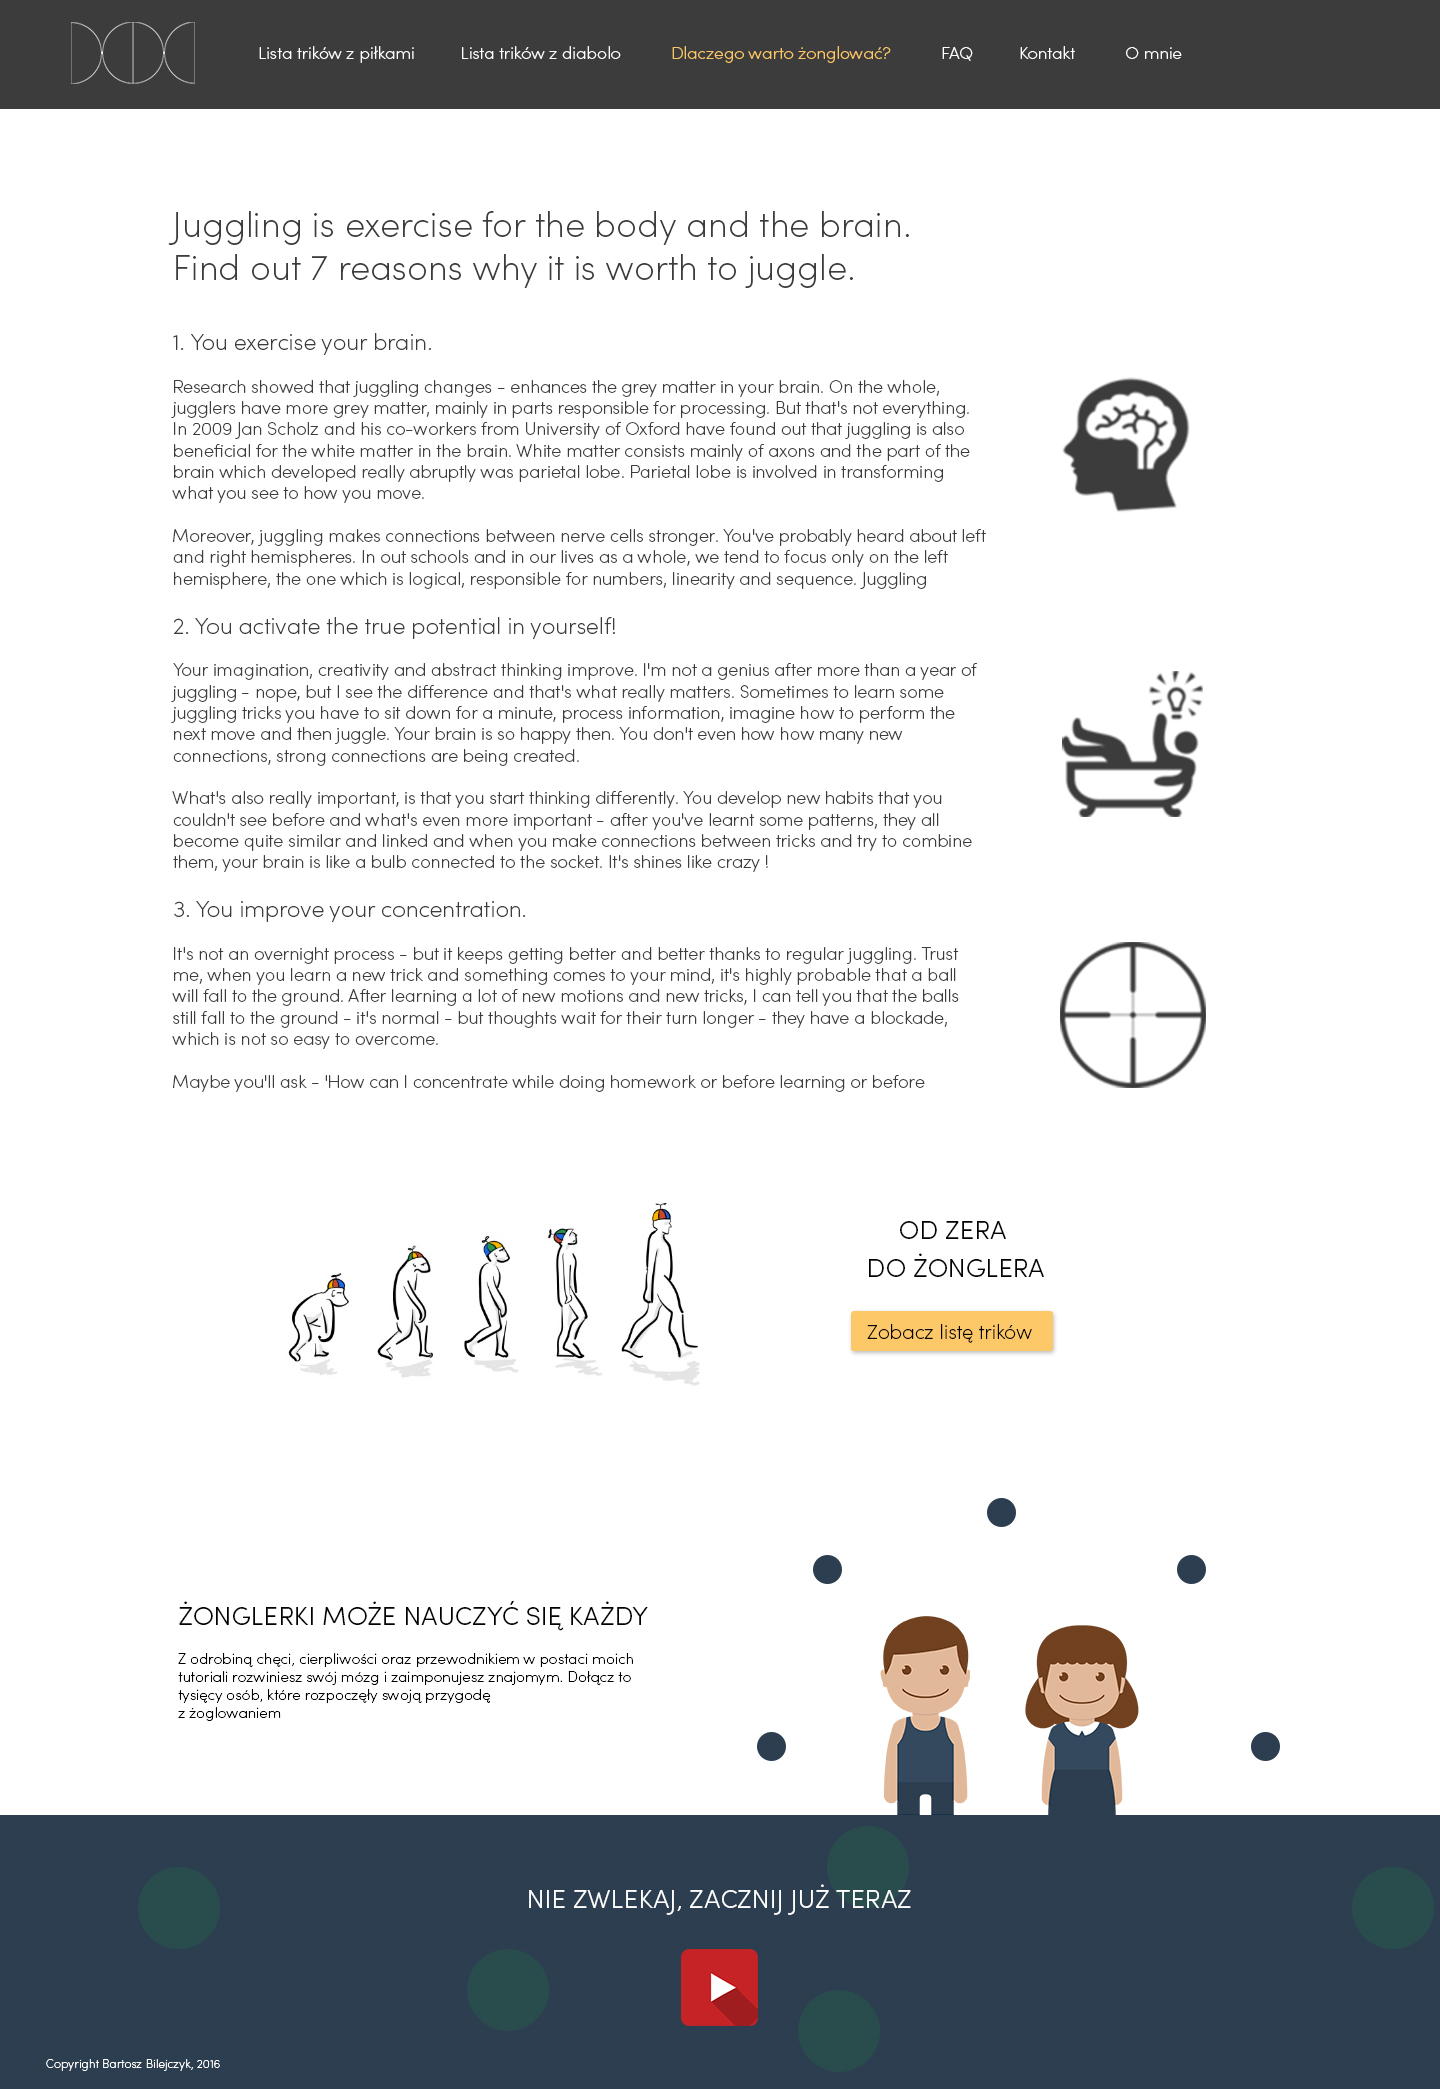 Lista trików z piłkami
Lista trików z diabolo
Dlaczego warto żonglować?
FAQ
Kontakt
O mnie
Juggling is exercise for the body and the brain.
Find out 7 reasons why it is worth to juggle.
1. You exercise your brain.
Research showed that juggling changes - enhances the grey matter in your brain. On the whole,
jugglers have more grey matter, mainly in parts responsible for processing. But that's not everything.
In 2009 Jan Scholz and his co-workers from University of Oxford have found out that juggling is also
beneficial for the white matter in the brain. White matter consists mainly of axons and the part of the
brain which developed really abruptly was parietal lobe. Parietal lobe is involved in transforming
what you see to how you move.
Moreover, juggling makes connections between nerve cells stronger. You've probably heard about left
and right hemispheres. In out schools and in our lives as a whole, we tend to focus only on the left
hemisphere, the one which is logical, responsible for numbers, linearity and sequence. Juggling
2. You activate the true potential in yourself!
Your imagination, creativity and abstract thinking improve. I'm not a genius after more than a year of
juggling - nope, but I see the difference and that's what really matters. Sometimes to learn some
juggling tricks you have to sit down for a minute, process information, imagine how to perform the
next move and then juggle. Your brain is so happy then. You don't even how how many new
connections, strong connections are being created.
What's also really important, is that you start thinking differently. You develop new habits that you
couldn't see before and what's even more important - after you've learnt some patterns, they all
become quite similar and linked and when you make connections between tricks and try to combine
them, your brain is like a bulb connected to the socket. It's shines like crazy !
3. You improve your concentration.
It's not an overnight process - but it keeps getting better and better thanks to regular juggling. Trust
me, when you learn a new trick and something comes to your mind, it's highly probable that a ball
will fall to the ground. After learning a lot of new motions and new tricks, I can tell you that the balls
still fall to the ground - it's normal - but thoughts wait for their turn longer - they have a blockade,
which is not so easy to overcome.
Maybe you'll ask - 'How can I concentrate while doing homework or before learning or before
OD ZERA
DO ŻONGLERA
Zobacz listę trików
ŻONGLERKI MOŻE NAUCZYĆ SIĘ KAŻDY
Z odrobiną chęci, cierpliwości oraz przewodnikiem w postaci moich
tutoriali rozwiniesz swój mózg i zaimponujesz znajomym. Dołącz to
tysięcy osób, które rozpoczęły swoją przygodę
z żoglowaniem
NIE ZWLEKAJ, ZACZNIJ JUŻ TERAZ
Copyright Bartosz Bilejczyk, 2016